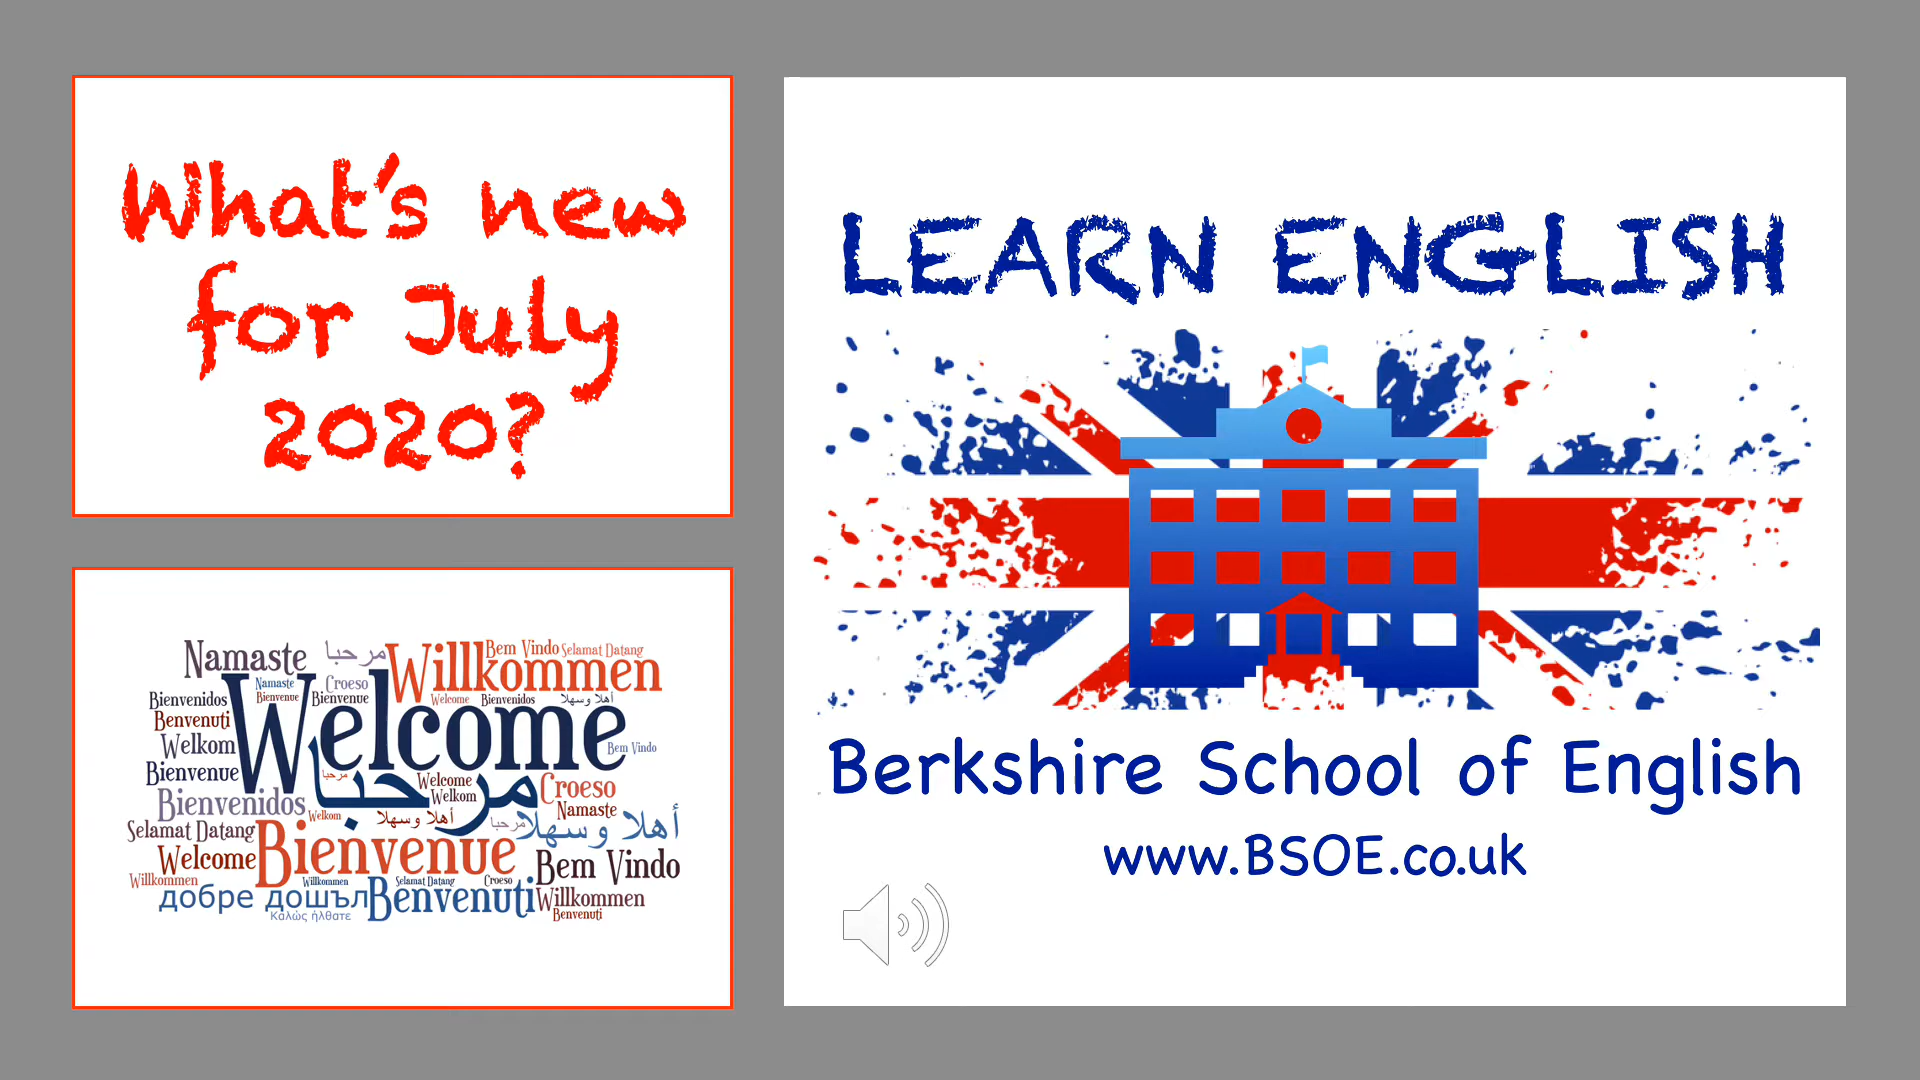 What's new
for July
2020?
LEARN ENGLISH
Berkshire School of English
www.BSOE.co.uk
Namaste مرحبا Willkommen Bem Vindo Selamat Datang
Bienvenidos Namaste Bienvenue Croeso Bienvenue Welcome Bienvenidos أهلا وسهلا
Benvenuti Welcome
Welkom Bem Vindo
Bienvenue مرحبا مرحبا Welcome Croeso
Bienvenidos Welkom Welkom أهلا وسهلا Namaste
Selamat Datang مرحبا أهلا وسهلا
Welcome Bienvenue Bem Vindo
Willkommen Willkommen Selamat Datang Croeso
добре дошъл Benvenuti Willkommen
Καλώς ήλθατε Benvenuti